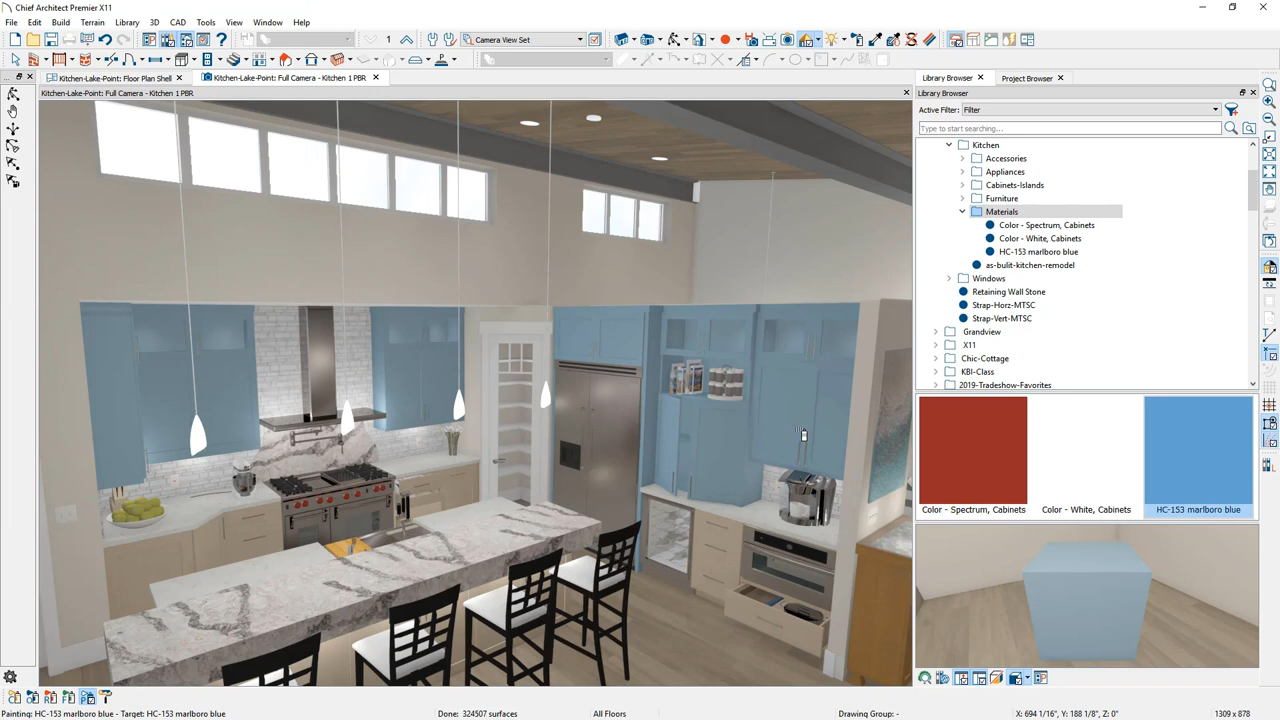 Chief Architect Premier X11
File
Edit
Build
Terrain
Library
3D
CAD
Tools
View
Window
Help
1
Camera View Set
Kitchen-Lake-Point: Floor Plan Shell
Kitchen-Lake-Point: Full Camera - Kitchen 1 PBR
Kitchen-Lake-Point: Full Camera - Kitchen 1 PBR
Library Browser
Project Browser
Library Browser
Active Filter: Filter
Type to start searching...
Kitchen
Accessories
Appliances
Cabinets-Islands
Furniture
Materials
Color - Spectrum, Cabinets
Color - White, Cabinets
HC-153 marlboro blue
as-bulit-kitchen-remodel
Windows
Retaining Wall Stone
Strap-Horz-MTSC
Strap-Vert-MTSC
Grandview
X11
Chic-Cottage
KBI-Class
2019-Tradeshow-Favorites
Color - Spectrum, Cabinets
Color - White, Cabinets
HC-153 marlboro blue
Painting: HC-153 marlboro blue - Target: HC-153 marlboro blue
Done: 324507 surfaces
All Floors
Drawing Group: -
X: 694 1/16", Y: 188 1/8", Z: 0"
1309 x 878